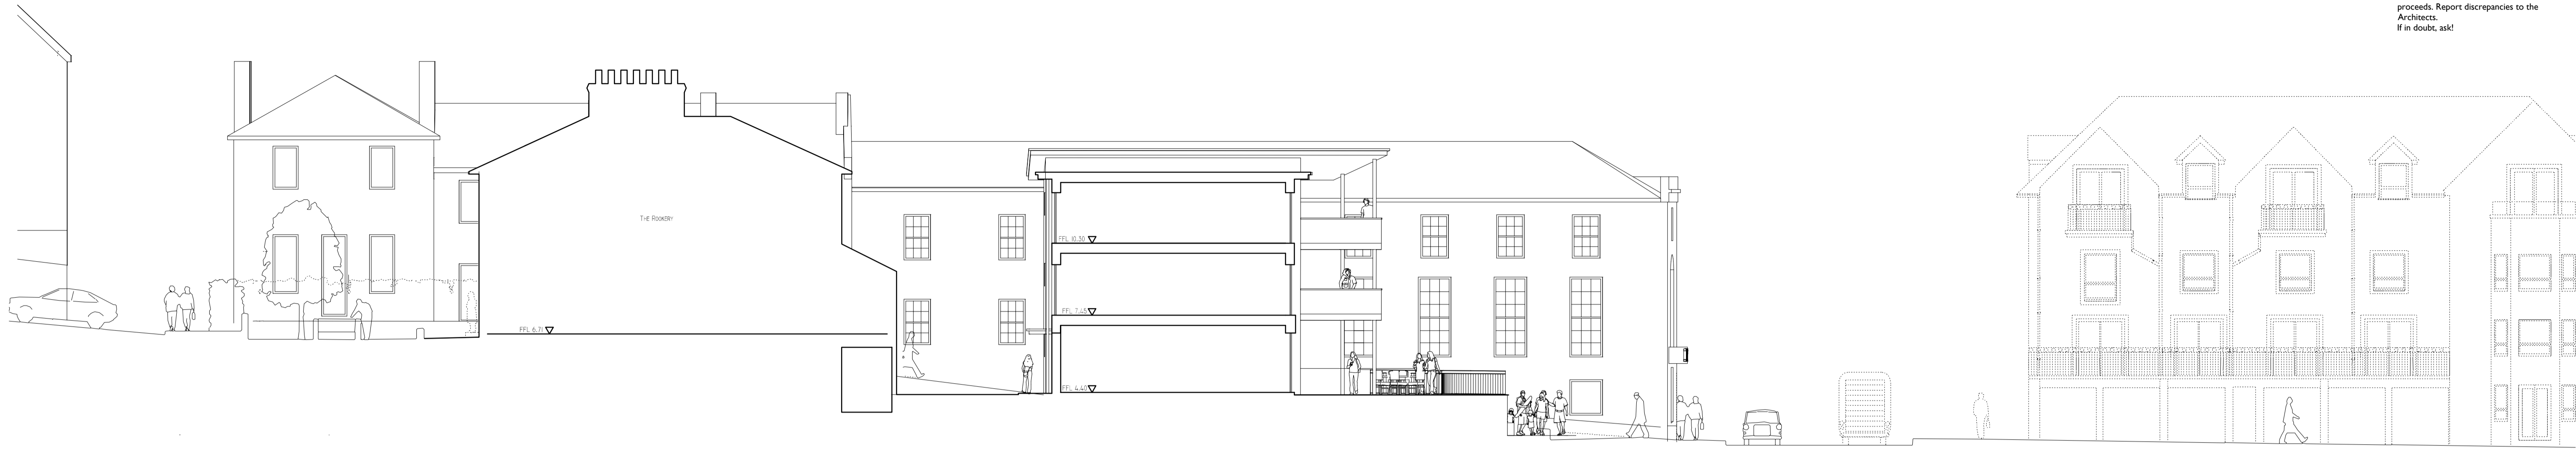 proceeds. Report discrepancies to the
Architects.
If in doubt, ask!
THE ROOKERY
FFL 10.30
FFL 7.45
FFL 6.71
FFL 4.40